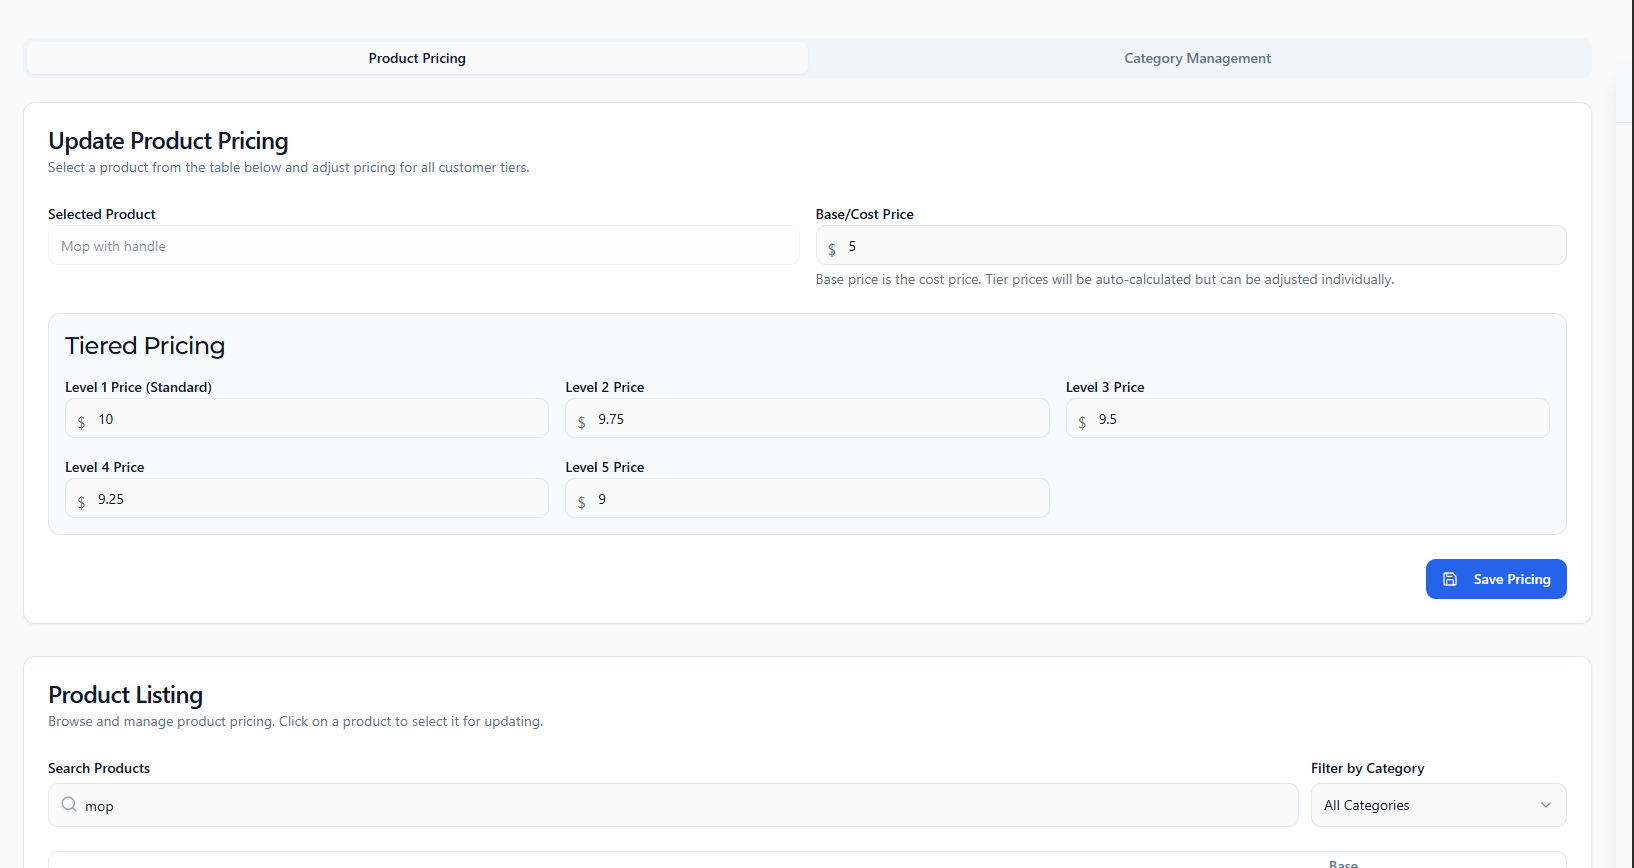 Product Pricing
Category Management
Update Product Pricing
Select a product from the table below and adjust pricing for all customer tiers.
Selected Product
Mop with handle
Base/Cost Price
$ 5
Base price is the cost price. Tier prices will be auto-calculated but can be adjusted individually.
Tiered Pricing
Level 1 Price (Standard)
$ 10
Level 2 Price
$ 9.75
Level 3 Price
$ 9.5
Level 4 Price
$ 9.25
Level 5 Price
$ 9
Save Pricing
Product Listing
Browse and manage product pricing. Click on a product to select it for updating.
Search Products
mop
Filter by Category
All Categories
Base